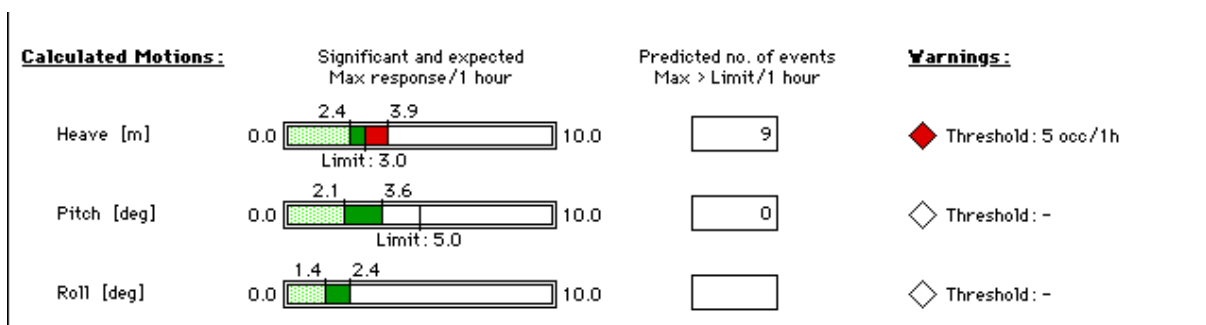 Calculated Motions:
Significant and expected
Max response/1 hour
Predicted no. of events
Max > Limit/1 hour
Warnings:
Heave [m]
2.4 3.9
0.0 10.0
Limit: 3.0
9
Threshold: 5 occ/1h
Pitch [deg]
2.1 3.6
0.0 10.0
Limit: 5.0
0
Threshold: -
Roll [deg]
1.4 2.4
0.0 10.0
Threshold: -